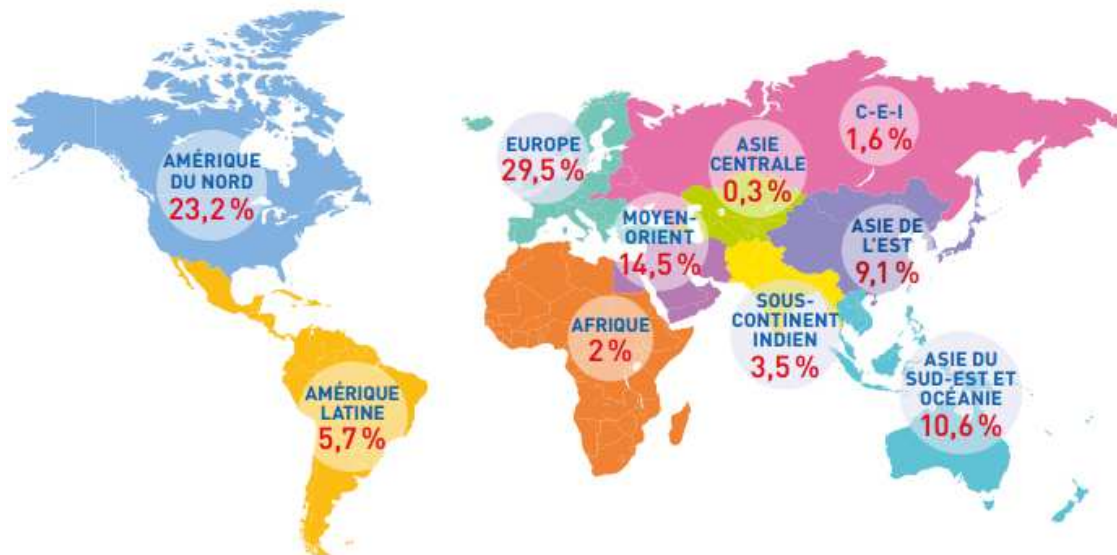 AMÉRIQUE
DU NORD
23,2 %
EUROPE
29,5 %
ASIE
CENTRALE
0,3 %
C-E-I
1,6 %
MOYEN-
ORIENT
14,5 %
ASIE DE
L'EST
9,1 %
AFRIQUE
2 %
SOUS-
CONTINENT
INDIEN
3,5 %
AMÉRIQUE
LATINE
5,7 %
ASIE DU
SUD-EST ET
OCÉANIE
10,6 %